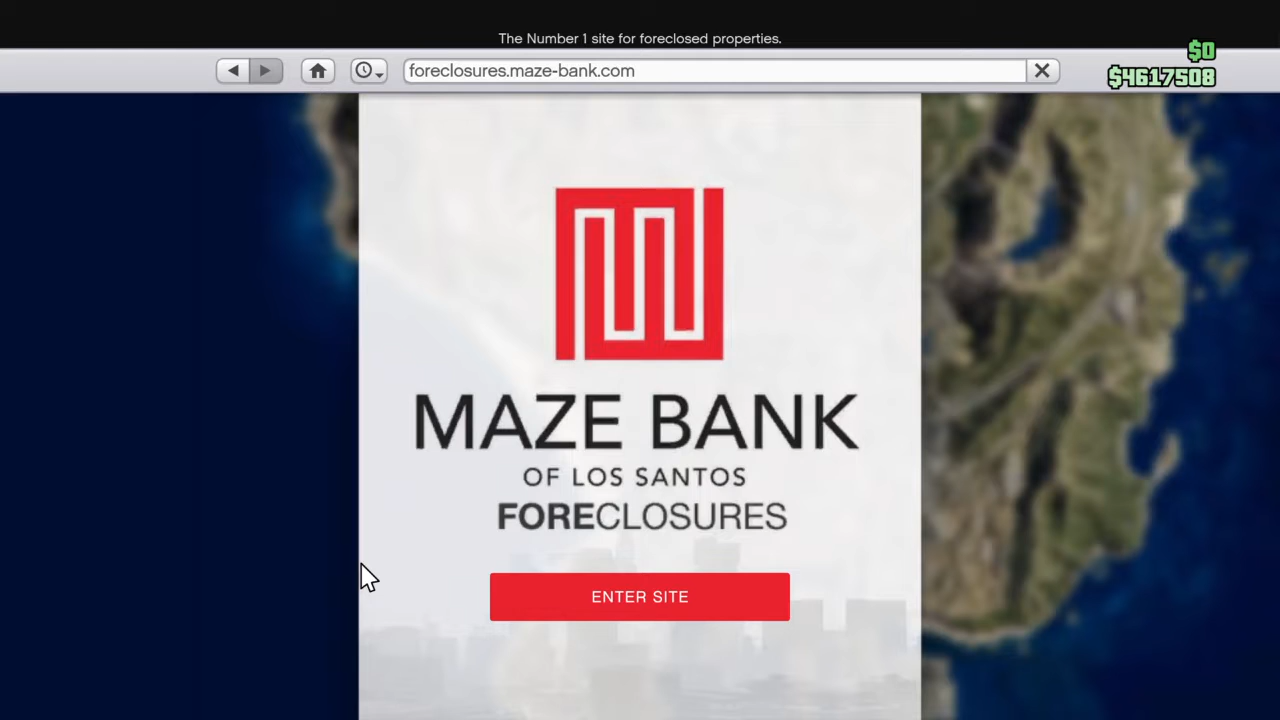 The Number 1 site for foreclosed properties.
foreclosures.maze-bank.com
$0
$4617508
MAZE BANK
OF LOS SANTOS
FORECLOSURES
ENTER SITE